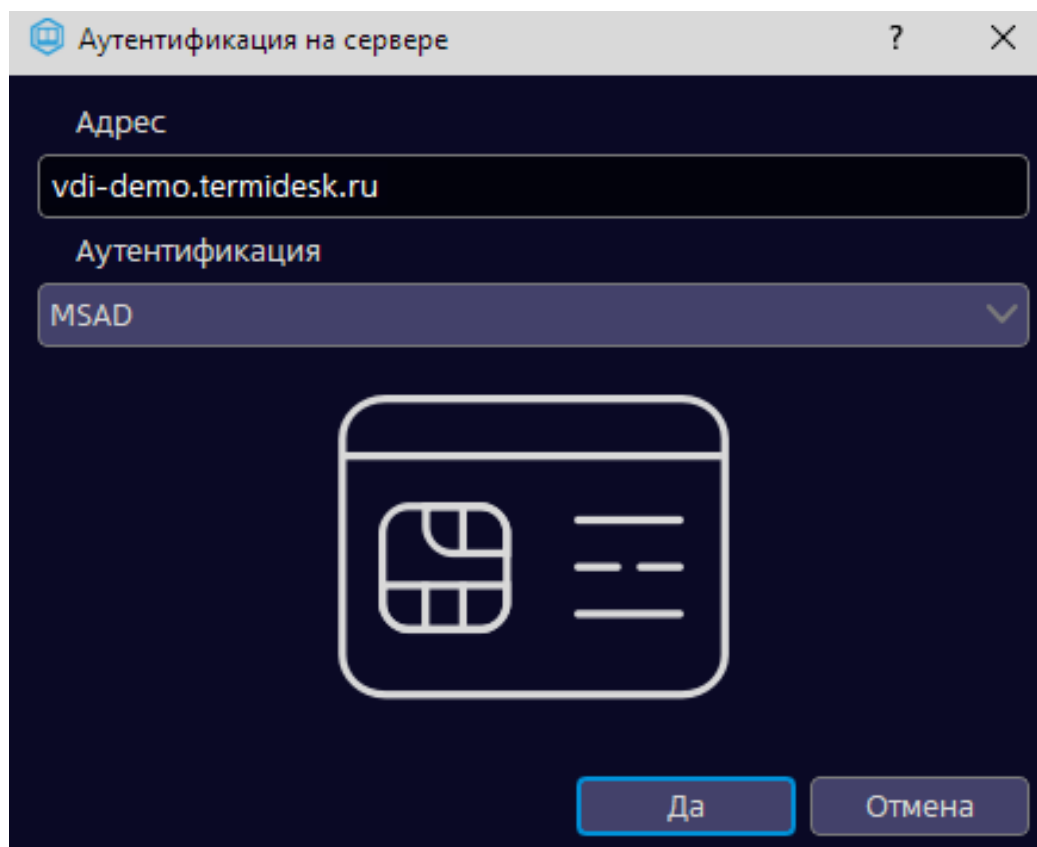 Аутентификация на сервере ?
Адрес
vdi-demo.termidesk.ru
Аутентификация
MSAD
Да Отмена